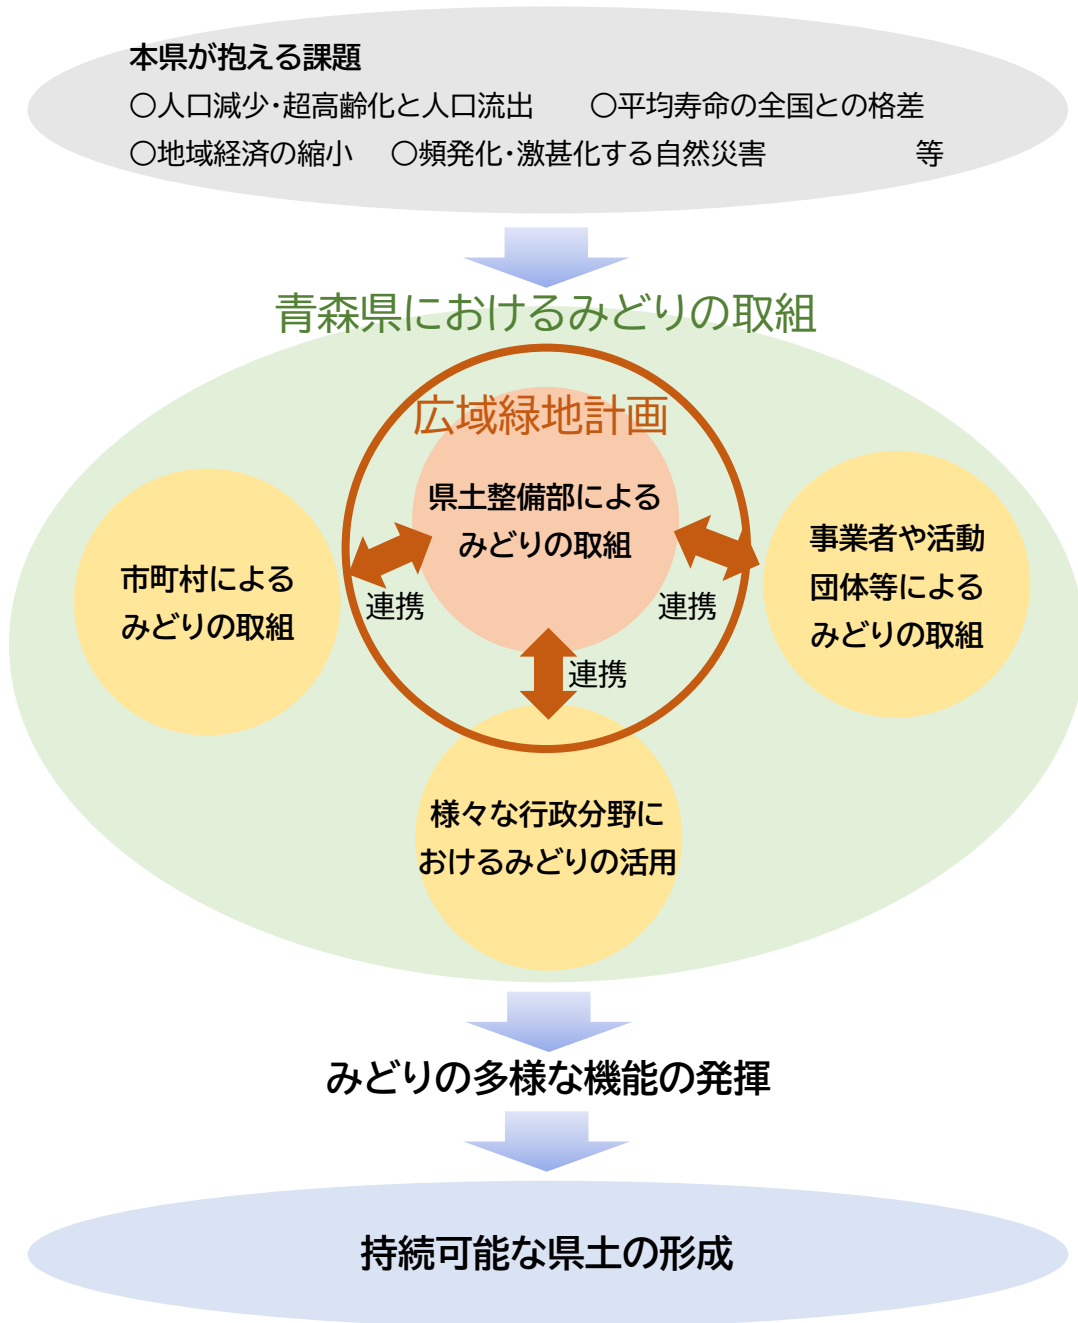 本県が抱える課題
〇人口減少・超高齢化と人口流出　〇平均寿命の全国との格差
〇地域経済の縮小　〇頻発化・激甚化する自然災害　等
青森県におけるみどりの取組
広域緑地計画
県土整備部による
みどりの取組
市町村による
みどりの取組
事業者や活動
団体等による
みどりの取組
連携
連携
連携
様々な行政分野に
おけるみどりの活用
みどりの多様な機能の発揮
持続可能な県土の形成